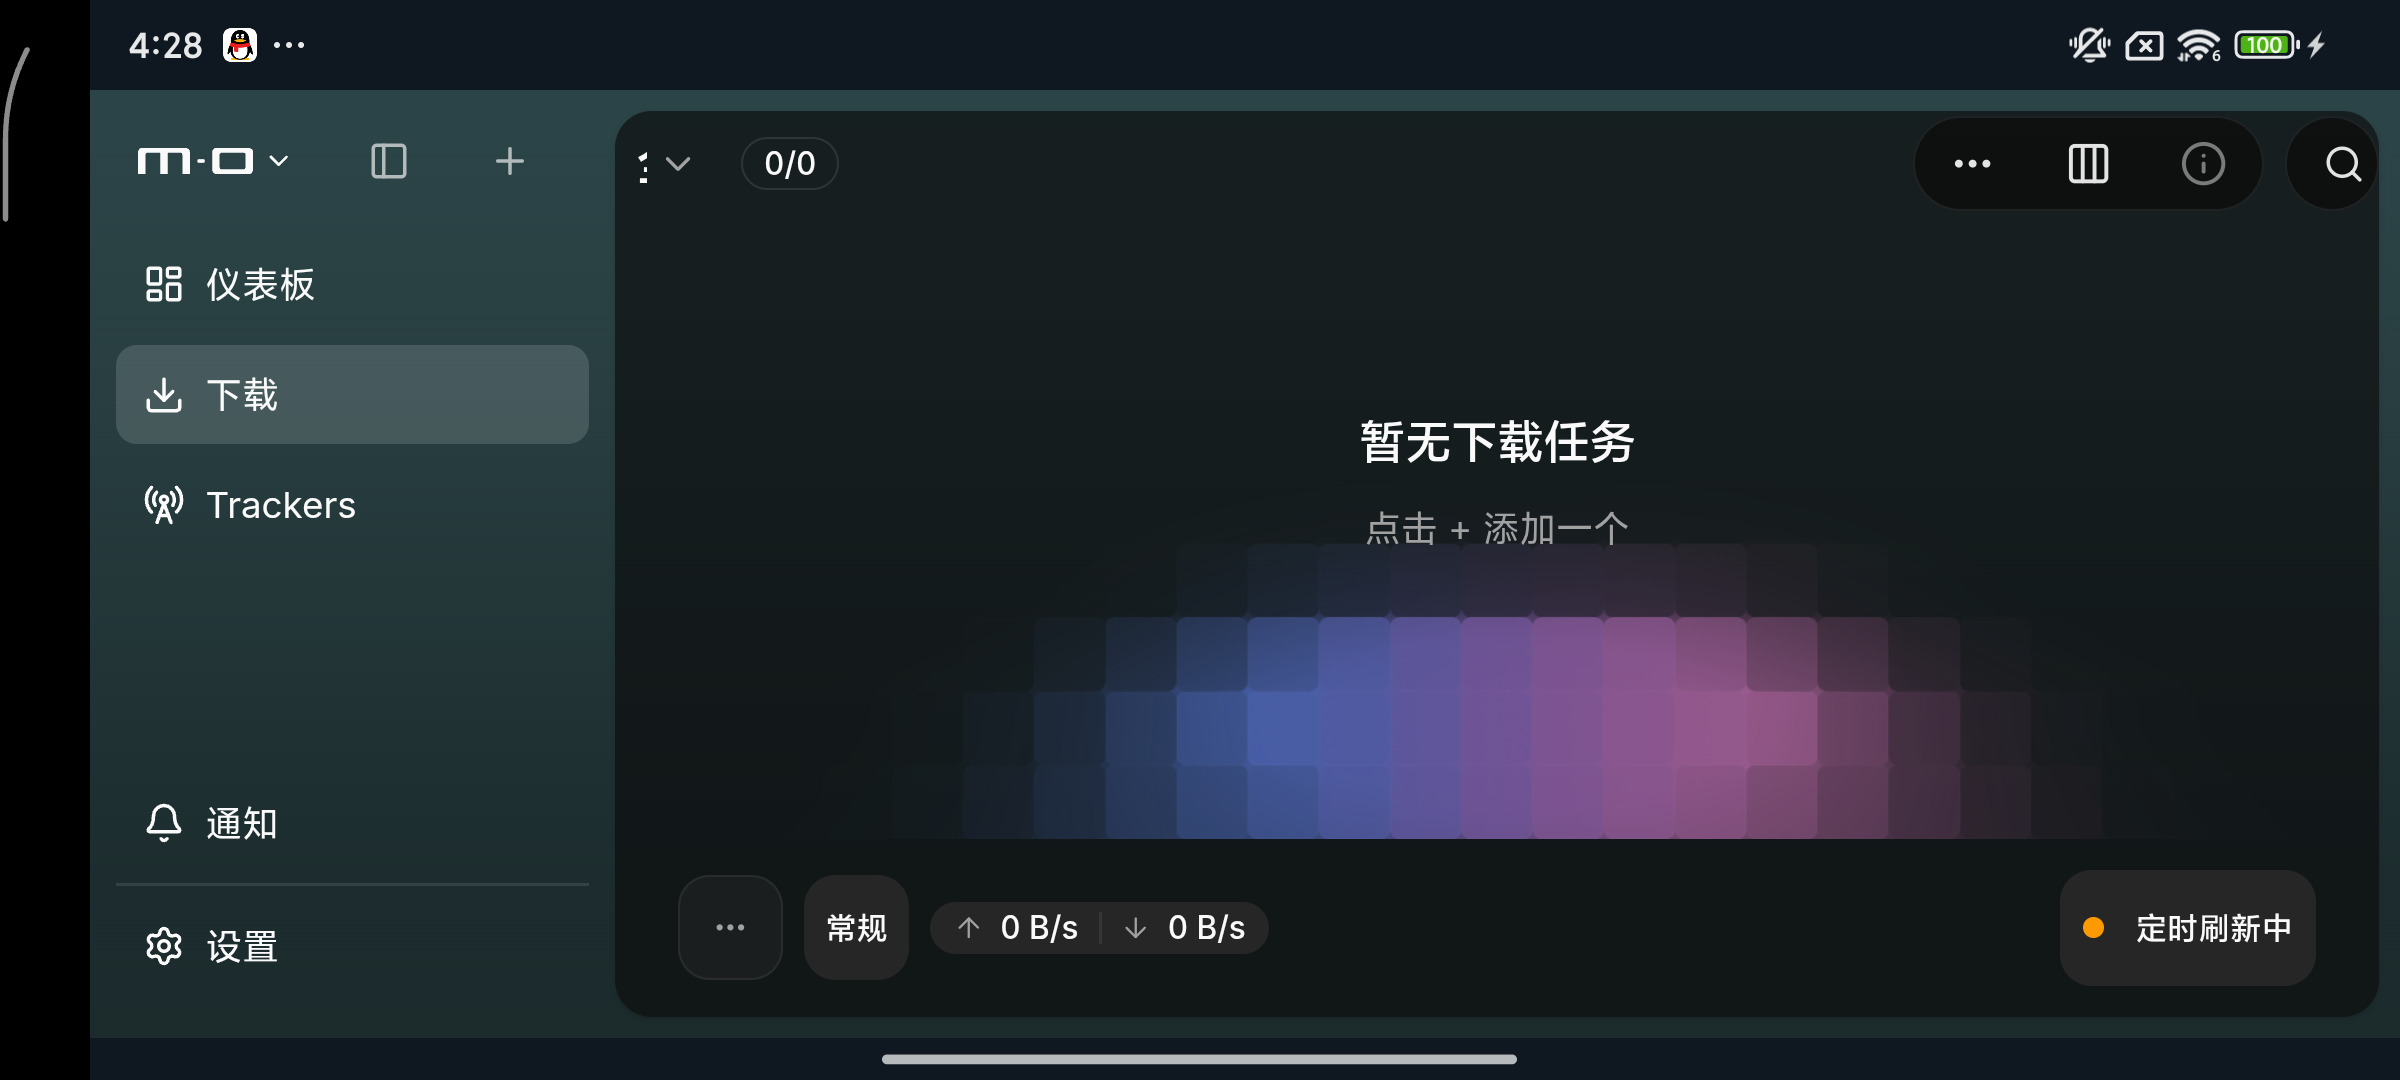 4:28
6
100
m-o
0/0
仪表板
下载
Trackers
暂无下载任务
点击 + 添加一个
通知
设置
常规
0 B/s
0 B/s
定时刷新中